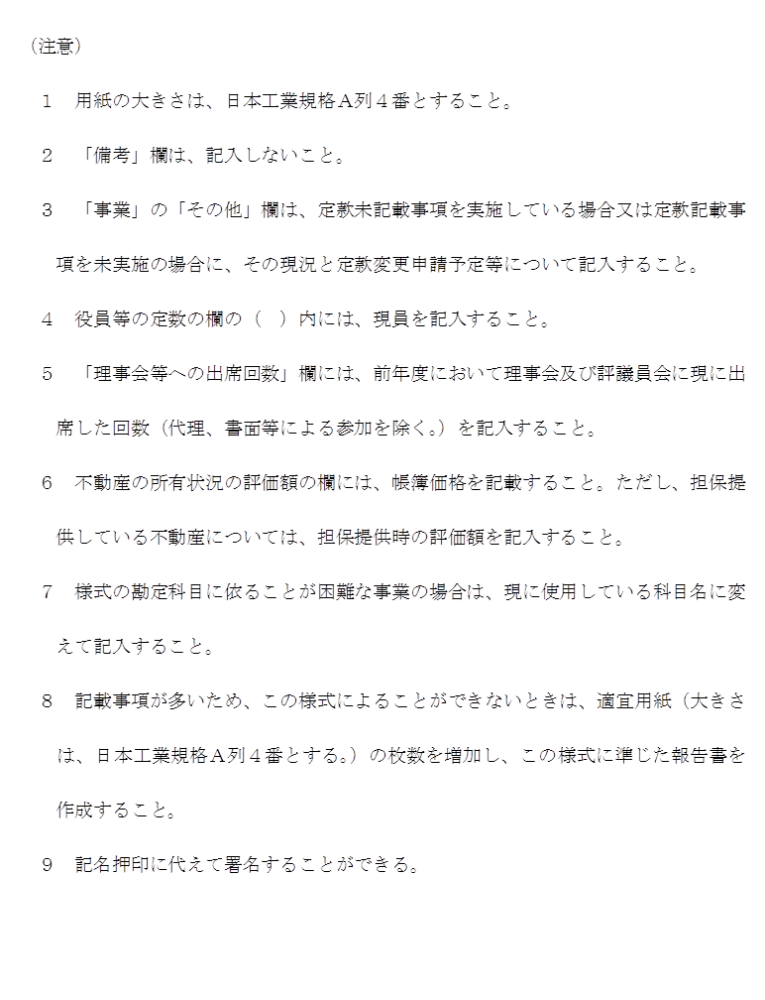 （注意）
１　用紙の大きさは、日本工業規格Ａ列４番とすること。
２　「備考」欄は、記入しないこと。
３　「事業」の「その他」欄は、定款未記載事項を実施している場合又は定款記載事
項を未実施の場合に、その現況と定款変更申請予定等について記入すること。
４　役員等の定数の欄の（　）内には、現員を記入すること。
５　「理事会等への出席回数」欄には、前年度において理事会及び評議員会に現に出
席した回数（代理、書面等による参加を除く。）を記入すること。
６　不動産の所有状況の評価額の欄には、帳簿価格を記載すること。ただし、担保提
供している不動産については、担保提供時の評価額を記入すること。
７　様式の勘定科目に依ることが困難な事業の場合は、現に使用している科目名に変
えて記入すること。
８　記載事項が多いため、この様式によることができないときは、適宜用紙（大きさ
は、日本工業規格Ａ列４番とする。）の枚数を増加し、この様式に準じた報告書を
作成すること。
９　記名押印に代えて署名することができる。